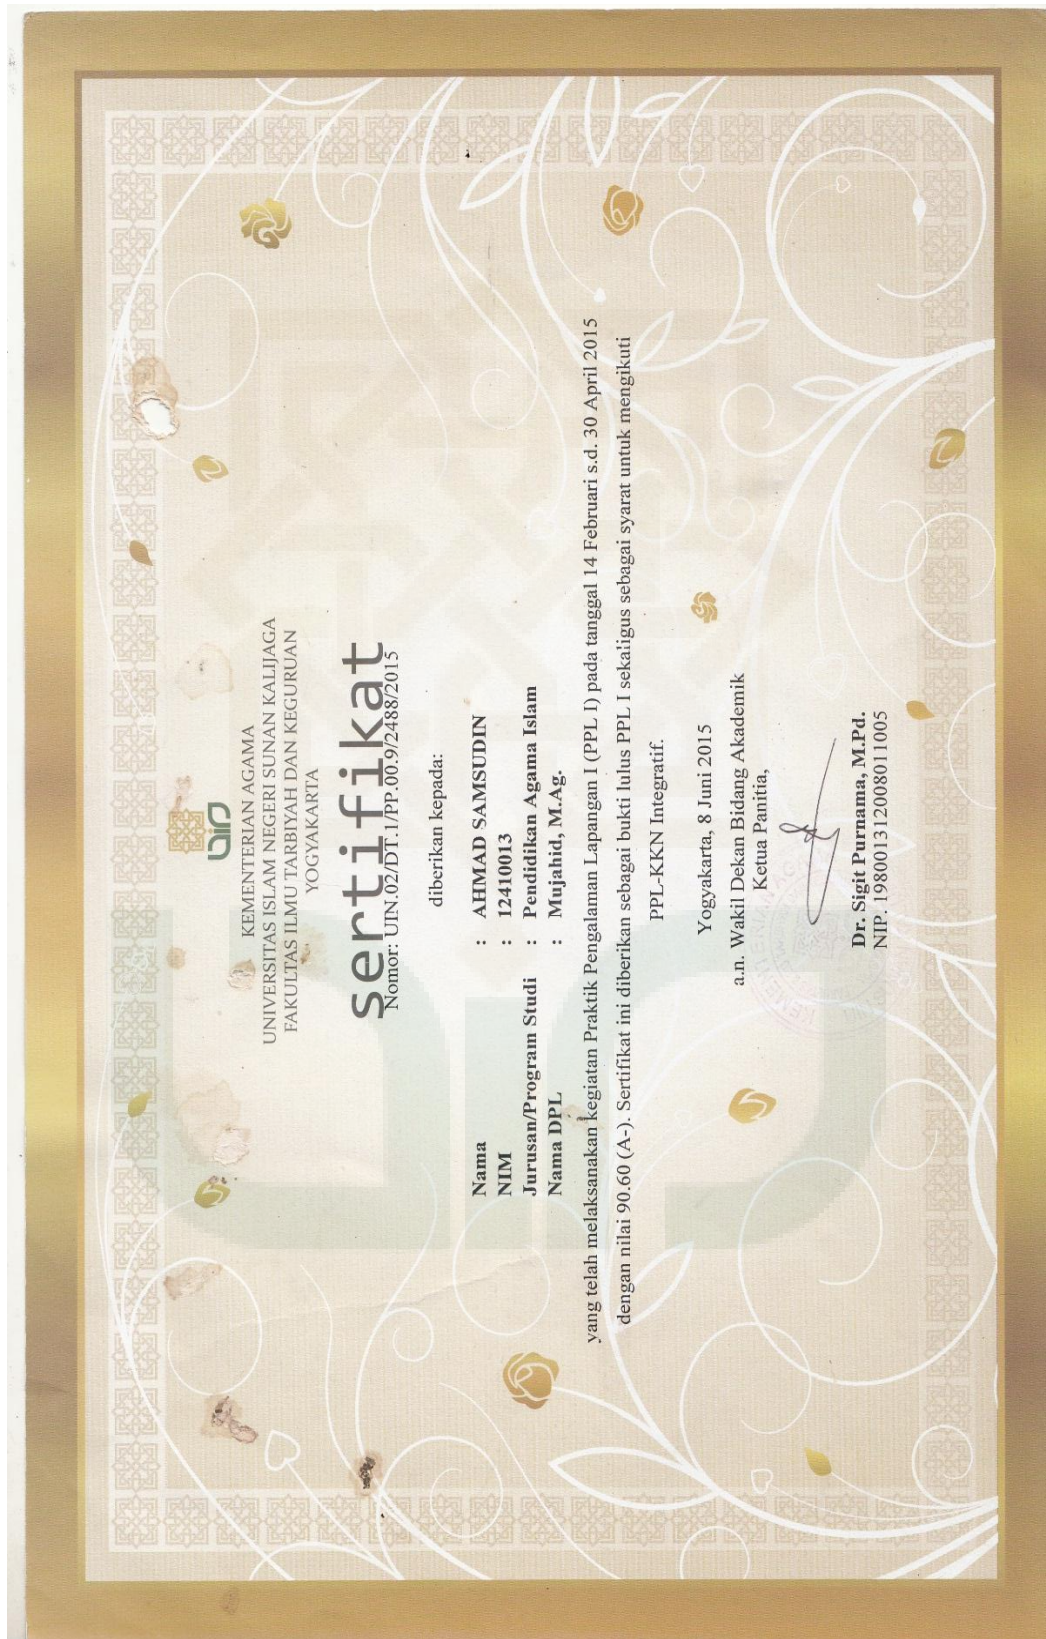 uin
KEMENTERIAN AGAMA
UNIVERSITAS ISLAM NEGERI SUNAN KALIJAGA
FAKULTAS ILMU TARBIYAH DAN KEGURUAN
YOGYAKARTA
sertifikat
Nomor: UIN.02/DT.1/PP.00.9/2488/2015
diberikan kepada:
Nama : AHMAD SAMSUDIN
NIM : 12410013
Jurusan/Program Studi : Pendidikan Agama Islam
Nama DPL : Mujahid, M.Ag.
yang telah melaksanakan kegiatan Praktik Pengalaman Lapangan I (PPL I) pada tanggal 14 Februari s.d. 30 April 2015
dengan nilai 90.60 (A-). Sertifikat ini diberikan sebagai bukti lulus PPL I sekaligus sebagai syarat untuk mengikuti
PPL-KKN Integratif.
Yogyakarta, 8 Juni 2015
a.n. Wakil Dekan Bidang Akademik
Ketua Panitia,
KEMENTERIAN AGAMA
Dr. Sigit Purnama, M.Pd.
NIP. 19800131200801 1005